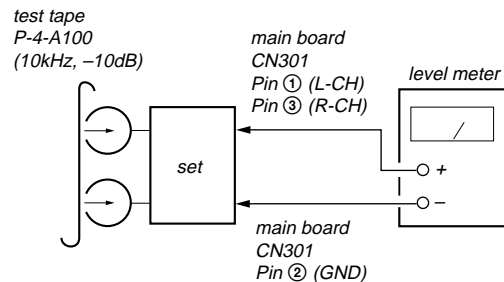 test tape
P-4-A100
(10kHz, –10dB)
main board
CN301
Pin ① (L-CH)
Pin ③ (R-CH)
level meter
set
+
–
main board
CN301
Pin ② (GND)